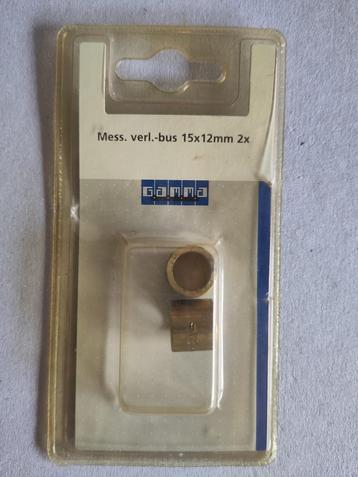 Mess. verl.-bus 15x12mm 2x
GAMMA